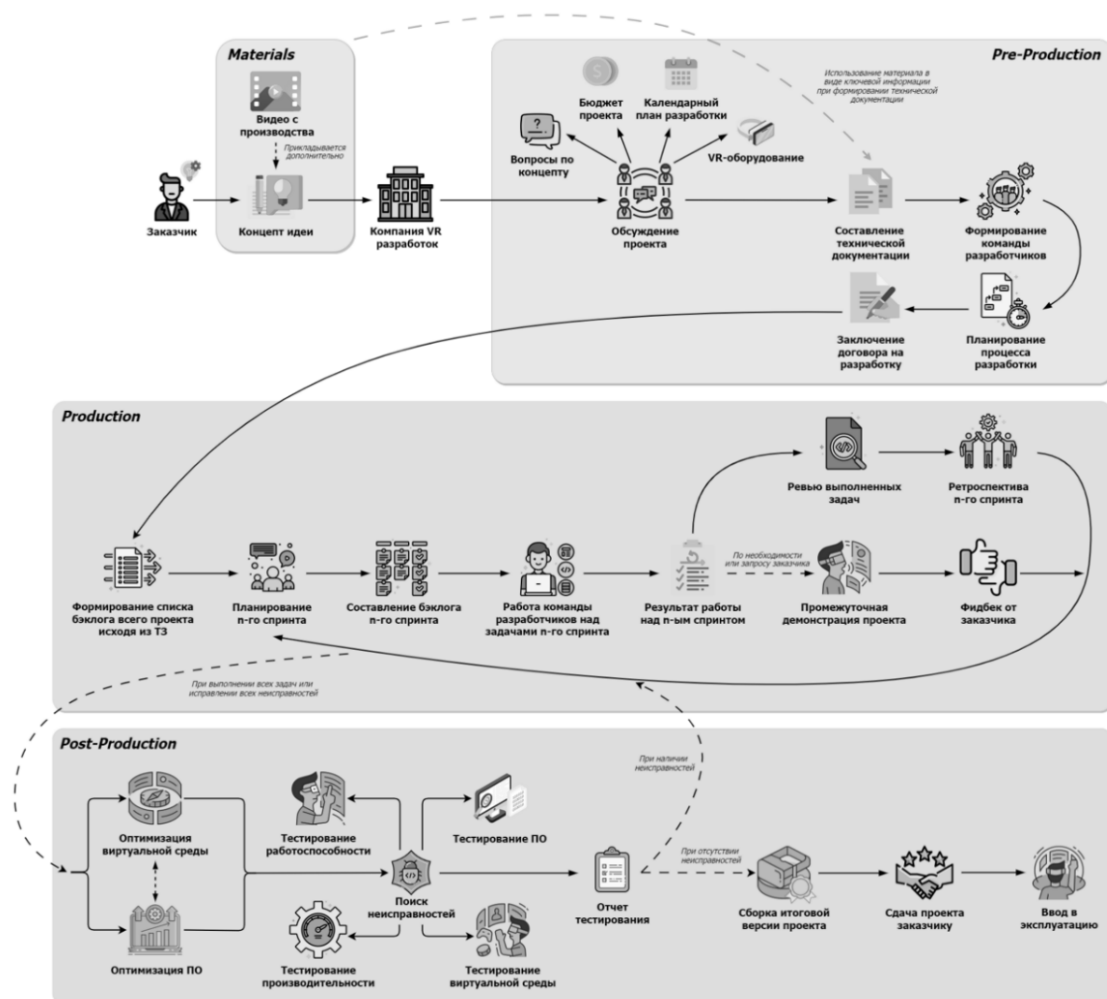 Materials
Видео с
производства
Прикладывается
дополнительно
Заказчик
Концепт идеи
Компания VR
разработок
Pre-Production
Использование материала в
виде ключевой информации
при формировании технической
документации
Бюджет
проекта
Календарный
план разработки
Вопросы по
концепту
VR-оборудование
Обсуждение
проекта
Составление
технической
документации
Формирование
команды
разработчиков
Заключение
договора на
разработку
Планирование
процесса
разработки
Production
Ревью выполненных
задач
Ретроспектива
n-го спринта
По необходимости
или запросу заказчика
Формирование списка
бэклога всего проекта
исходя из ТЗ
Планирование
n-го спринта
Составление бэклога
n-го спринта
Работа команды
разработчиков над
задачами n-го спринта
Результат работы
над n-ым спринтом
Промежуточная
демонстрация проекта
Фидбек от
заказчика
При выполнении всех задач или
исправлении всех неисправностей
Post-Production
При наличии
неисправностей
Оптимизация
виртуальной среды
Тестирование
работоспособности
Тестирование ПО
При отсутствии
неисправностей
Поиск
неисправностей
Отчет
тестирования
Сборка итоговой
версии проекта
Сдача проекта
заказчику
Ввод в
эксплуатацию
Оптимизация ПО
Тестирование
производительности
Тестирование
виртуальной среды